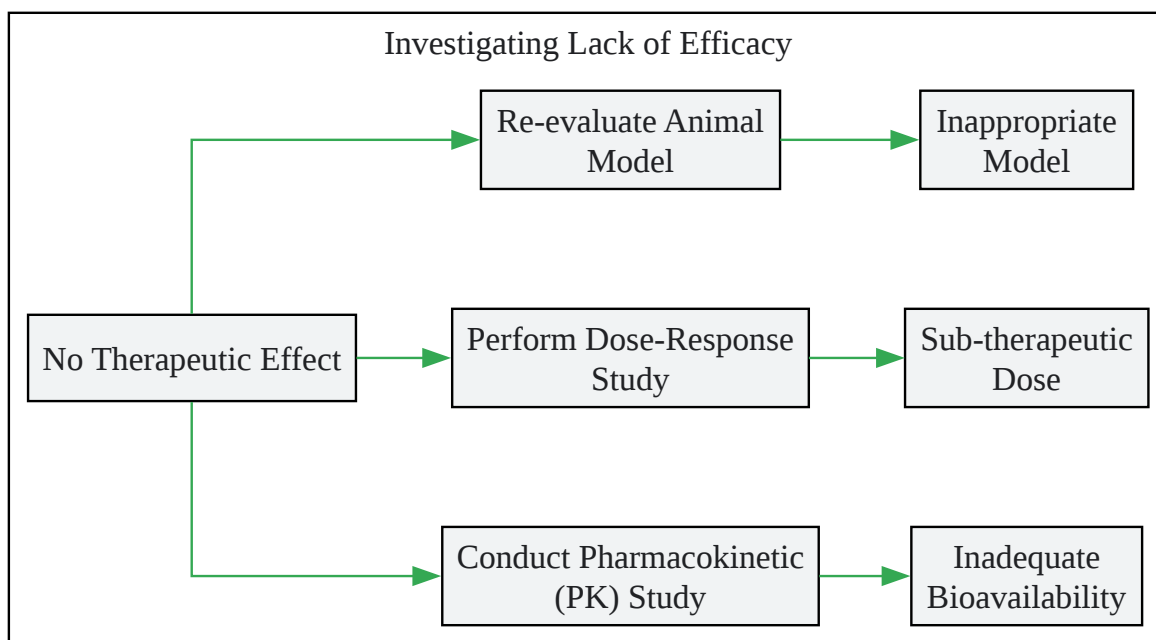 Investigating Lack of Efficacy
Re-evaluate Animal
Model
Inappropriate
Model
No Therapeutic Effect
Perform Dose-Response
Study
Sub-therapeutic
Dose
Conduct Pharmacokinetic
(PK) Study
Inadequate
Bioavailability